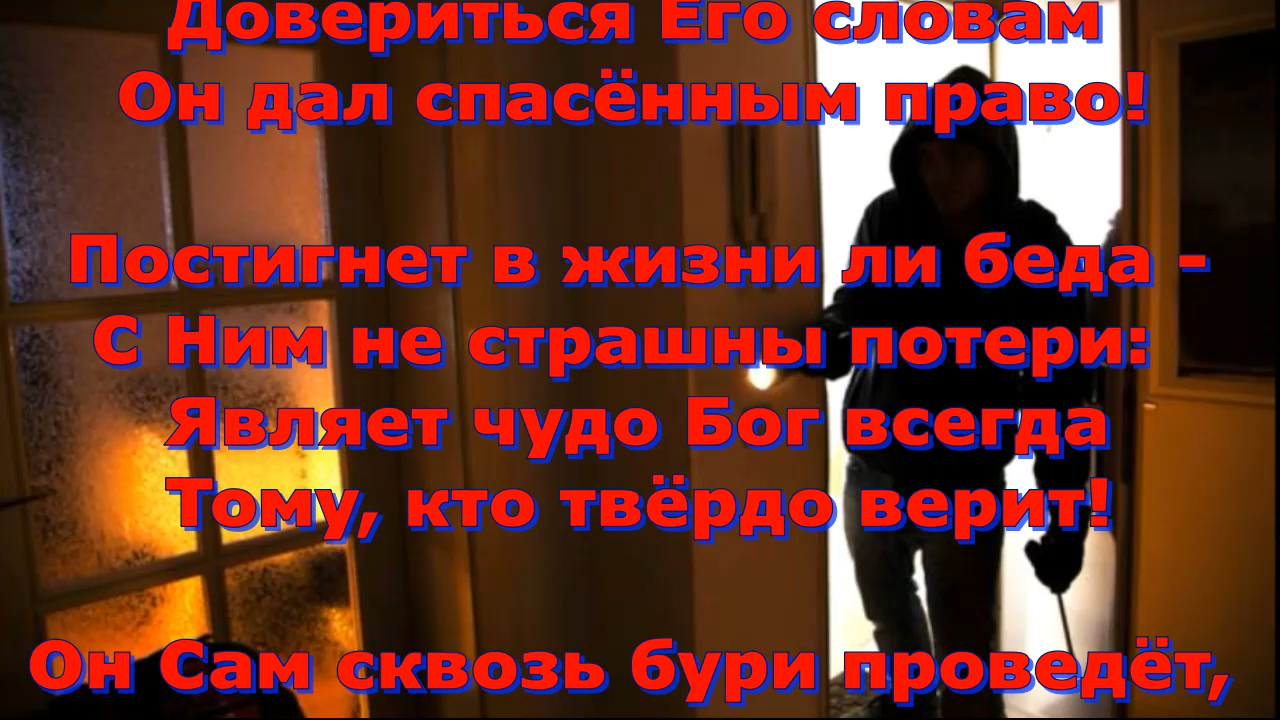 Довериться Его словам
Он дал спасённым право!
Постигнет в жизни ли беда -
С Ним не страшны потери:
Являет чудо Бог всегда
Тому, кто твёрдо верит!
Он Сам сквозь бури проведёт,